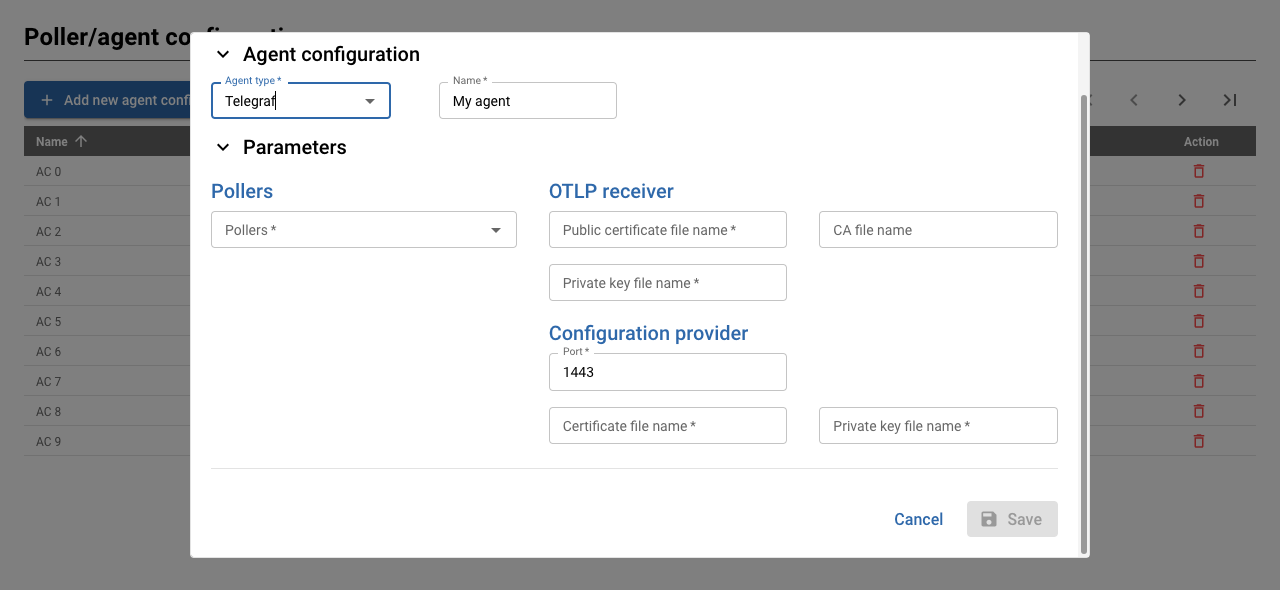 Poller/agent co
Agent configuration
Agent type *
Telegraf
Name *
My agent
Add new agent confi
Parameters
Name
Action
AC 0
AC 1
AC 2
AC 3
AC 4
AC 5
AC 6
AC 7
AC 8
AC 9
Pollers
Pollers *
OTLP receiver
Public certificate file name *
CA file name
Private key file name *
Configuration provider
Port *
1443
Certificate file name *
Private key file name *
Cancel
Save